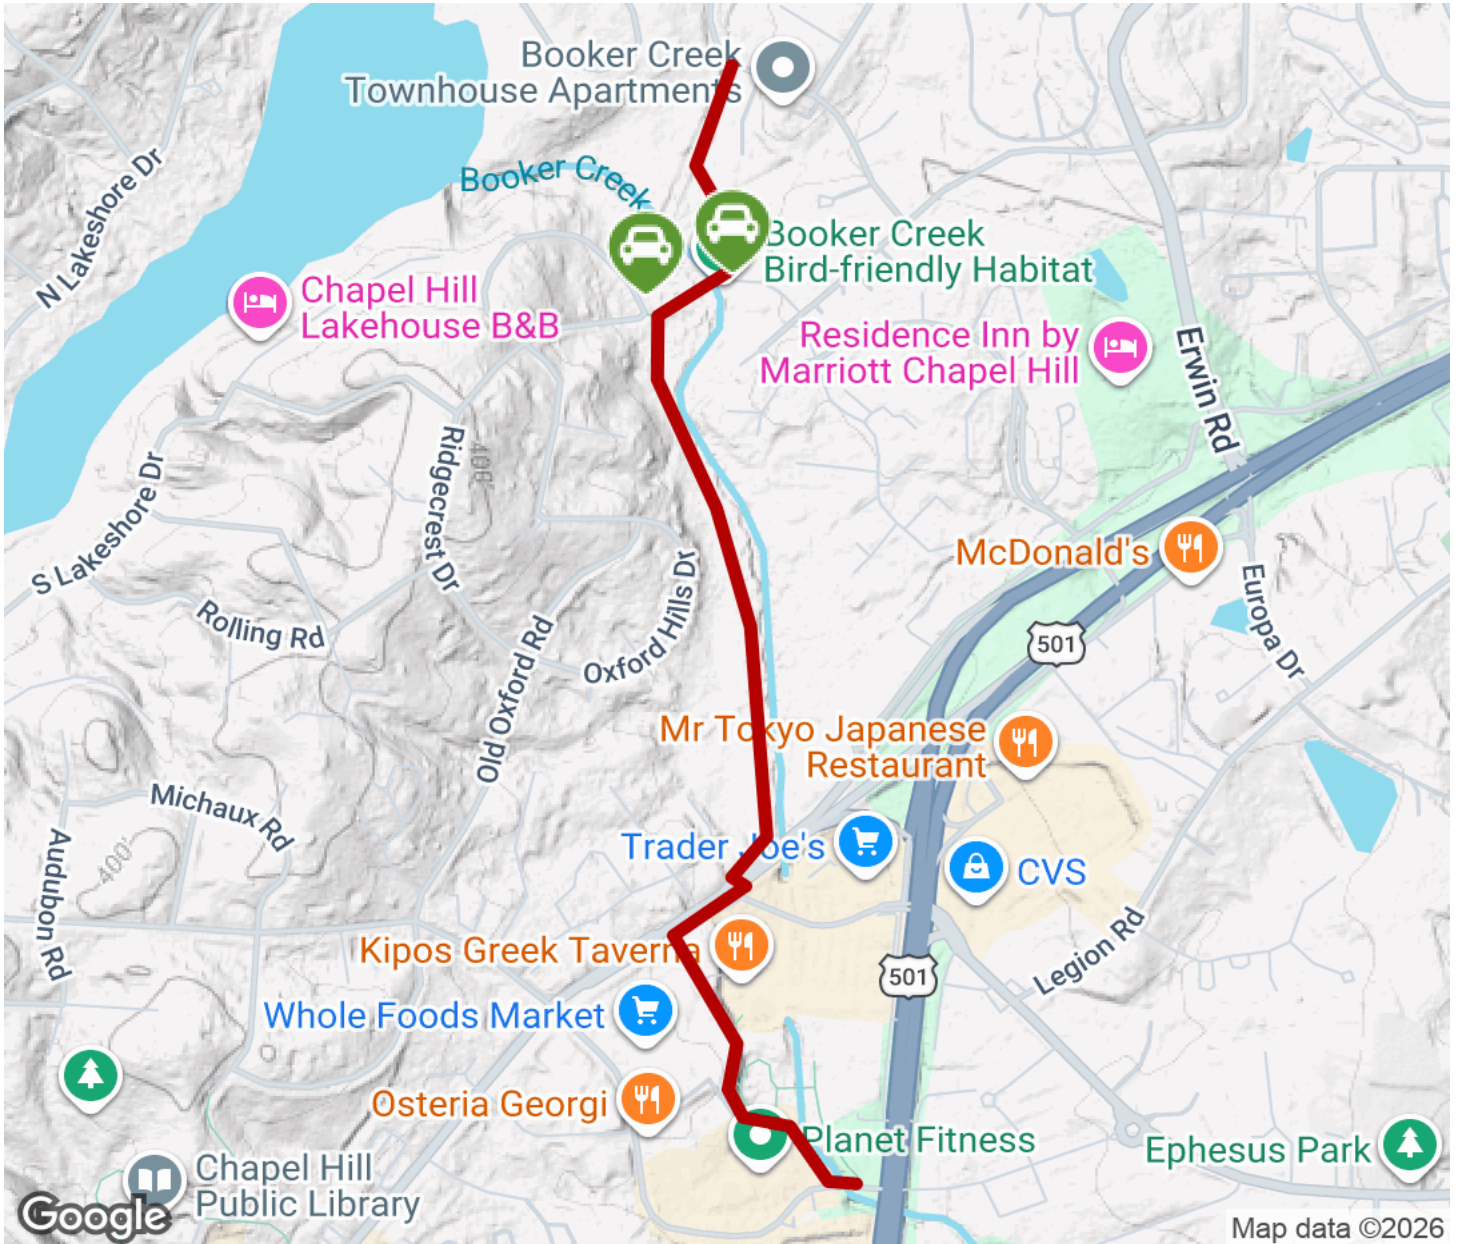 Booker Creek
Townhouse Apartments
N Lakeshore Dr
Booker Creek
Booker Creek
Bird-friendly Habitat
Chapel Hill
Lakehouse B&B
Residence Inn by
Marriott Chapel Hill
Erwin Rd
Ridgecrest Dr
400'
S Lakeshore Dr
McDonald's
Rolling Rd
Oxford Hills Dr
Europa Dr
501
Old Oxford Rd
Mr Tokyo Japanese
Restaurant
Michaux Rd
Audubon Rd
400'
Trader Joe's
CVS
Kipos Greek Taverna
Legion Rd
501
Whole Foods Market
Osteria Georgi
Planet Fitness
Ephesus Park
Chapel Hill
Public Library
Google
Map data ©2026